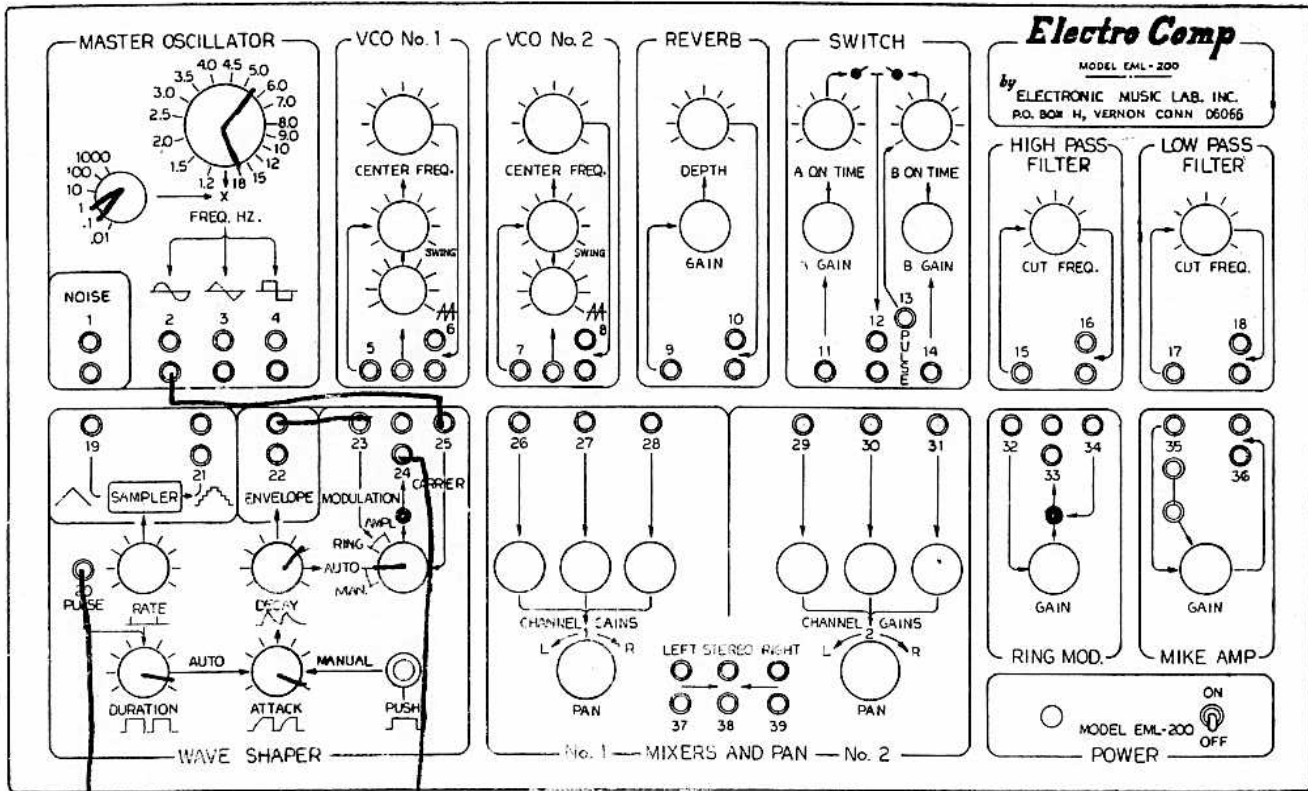 Electro Comp
MODEL EML-200
by ELECTRONIC MUSIC LAB. INC.
P.O. BOX H, VERNON CONN 06066
MASTER OSCILLATOR
1.2
1.5
2.0
2.5
3.0
3.5
4.0
4.5
5.0
6.0
7.0
8.0
9.0
10
12
15
18
1000
100
10
1
.1
.01
X
FREQ. HZ.
NOISE
1
2
3
4
VCO No. 1
CENTER FREQ.
SWING
5
6
VCO No. 2
CENTER FREQ.
SWING
7
8
REVERB
DEPTH
GAIN
9
10
SWITCH
A ON TIME
B ON TIME
GAIN
B GAIN
11
12
13
PULSE
14
HIGH PASS
FILTER
CUT FREQ.
15
16
LOW PASS
FILTER
CUT FREQ.
17
18
19
SAMPLER
21
22
ENVELOPE
23
24
25
MODULATION
CARRIER
AMPL
RING
AUTO
MAN.
20
PULSE
RATE
DECAY
AUTO
MANUAL
DURATION
ATTACK
PUSH
WAVE SHAPER
26
27
28
29
30
31
CHANNEL GAINS
1
L
R
PAN
CHANNEL GAINS
2
L
R
PAN
LEFT STEREO RIGHT
37
38
39
No. 1 MIXERS AND PAN No. 2
32
33
34
GAIN
RING MOD.
35
36
GAIN
MIKE AMP
MODEL EML-200
ON
OFF
POWER